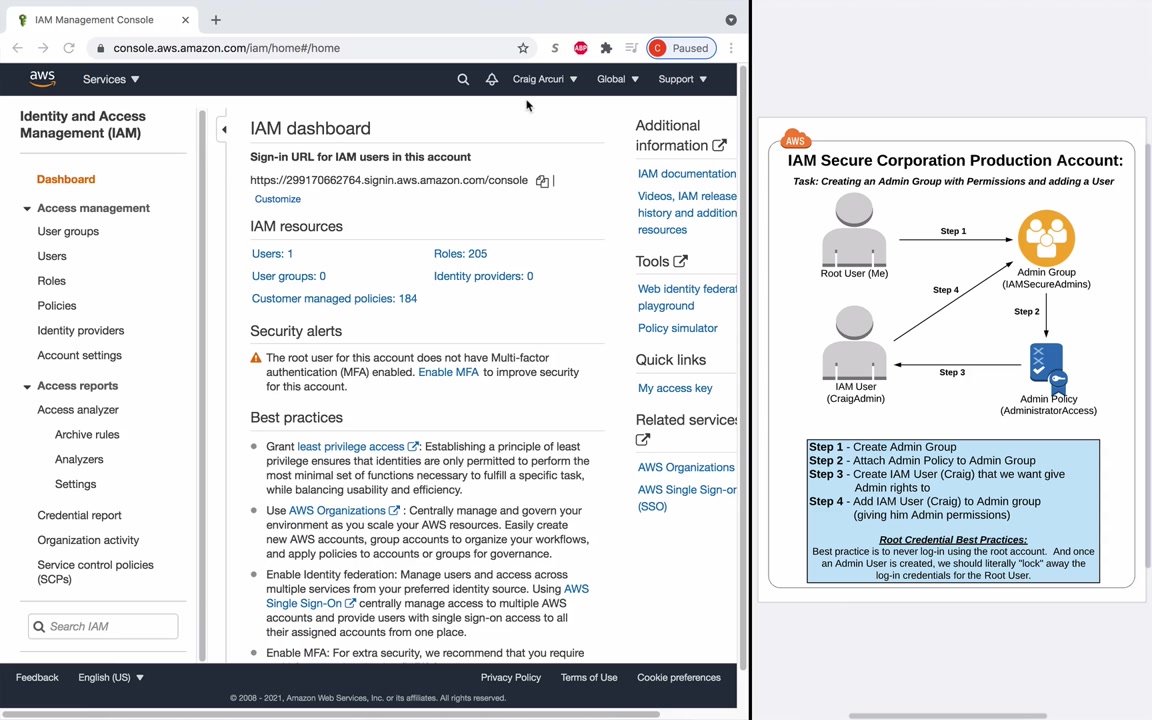 IAM Management Console
console.aws.amazon.com/iam/home#/home
S
ABP
C Paused
aws
Services
Craig Arcuri
Global
Support
Identity and Access
Management (IAM)
Dashboard
Access management
User groups
Users
Roles
Policies
Identity providers
Account settings
Access reports
Access analyzer
Archive rules
Analyzers
Settings
Credential report
Organization activity
Service control policies
(SCPs)
Search IAM
IAM dashboard
Sign-in URL for IAM users in this account
https://299170662764.signin.aws.amazon.com/console |
Customize
IAM resources
Users: 1
Roles: 205
User groups: 0
Identity providers: 0
Customer managed policies: 184
Security alerts
The root user for this account does not have Multi-factor
authentication (MFA) enabled. Enable MFA to improve security
for this account.
Best practices
Grant least privilege access : Establishing a principle of least
privilege ensures that identities are only permitted to perform the
most minimal set of functions necessary to fulfill a specific task,
while balancing usability and efficiency.
Use AWS Organizations : Centrally manage and govern your
environment as you scale your AWS resources. Easily create
new AWS accounts, group accounts to organize your workflows,
and apply policies to accounts or groups for governance.
Enable Identity federation: Manage users and access across
multiple services from your preferred identity source. Using AWS
Single Sign-On centrally manage access to multiple AWS
accounts and provide users with single sign-on access to all
their assigned accounts from one place.
Enable MFA: For extra security, we recommend that you require
Additional
information
IAM documentation
Videos, IAM release
history and addition
resources
Tools
Web identity federat
playground
Policy simulator
Quick links
My access key
Related services
AWS Organizations
AWS Single Sign-or
(SSO)
Feedback
English (US)
Privacy Policy
Terms of Use
Cookie preferences
© 2008 - 2021, Amazon Web Services, Inc. or its affiliates. All rights reserved.
AWS
IAM Secure Corporation Production Account:
Task: Creating an Admin Group with Permissions and adding a User
Step 1
Root User (Me)
Admin Group
(IAMSecureAdmins)
Step 4
Step 2
Step 3
IAM User
(CraigAdmin)
Admin Policy
(AdministratorAccess)
Step 1 - Create Admin Group
Step 2 - Attach Admin Policy to Admin Group
Step 3 - Create IAM User (Craig) that we want give
Admin rights to
Step 4 - Add IAM User (Craig) to Admin group
(giving him Admin permissions)
Root Credential Best Practices:
Best practice is to never log-in using the root account. And once
an Admin User is created, we should literally "lock" away the
log-in credentials for the Root User.